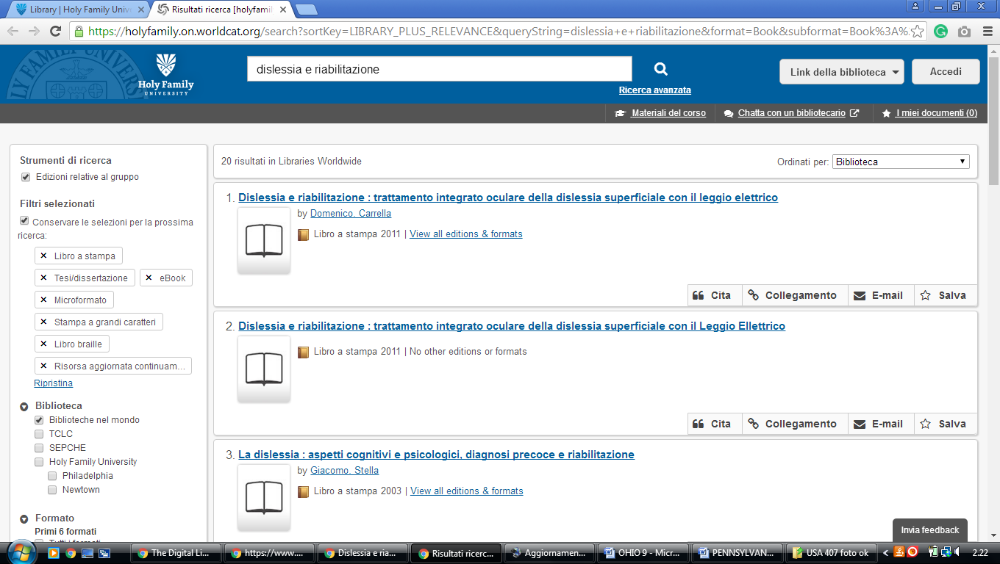 Library | Holy Family Univ
Risultati ricerca [holyfamil
https://holyfamily.on.worldcat.org/search?sortKey=LIBRARY_PLUS_RELEVANCE&queryString=dislessia+e+riabilitazione&format=Book&subformat=Book%3A%
LY FAMILY UNIVERS
Holy Family
UNIVERSITY
dislessia e riabilitazione
Ricerca avanzata
Link della biblioteca
Accedi
Materiali del corso
Chatta con un bibliotecario
I miei documenti (0)
Strumenti di ricerca
Edizioni relative al gruppo
Filtri selezionati
Conservare le selezioni per la prossima
ricerca:
× Libro a stampa
× Tesi/dissertazione × eBook
× Microformato
× Stampa a grandi caratteri
× Libro braille
× Risorsa aggiornata continuam...
Ripristina
Biblioteca
Biblioteche nel mondo
TCLC
SEPCHE
Holy Family University
Philadelphia
Newtown
Formato
Primi 6 formati
Tutti i formati
20 risultati in Libraries Worldwide
Ordinati per: Biblioteca
1. Dislessia e riabilitazione : trattamento integrato oculare della dislessia superficiale con il leggio elettrico
by Domenico. Carrella
Libro a stampa 2011 | View all editions & formats
Cita Collegamento E-mail Salva
2. Dislessia e riabilitazione : trattamento integrato oculare della dislessia superficiale con il Leggio Ellettrico
Libro a stampa 2011 | No other editions or formats
Cita Collegamento E-mail Salva
3. La dislessia : aspetti cognitivi e psicologici, diagnosi precoce e riabilitazione
by Giacomo. Stella
Libro a stampa 2003 | View all editions & formats
Invia feedback
The Digital Li...
https://www....
Dislessia e ria...
Risultati ricerc...
Aggiornamen...
OHIO 9 - Micr...
PENNSYLVAN...
USA 407 foto ok
2.22